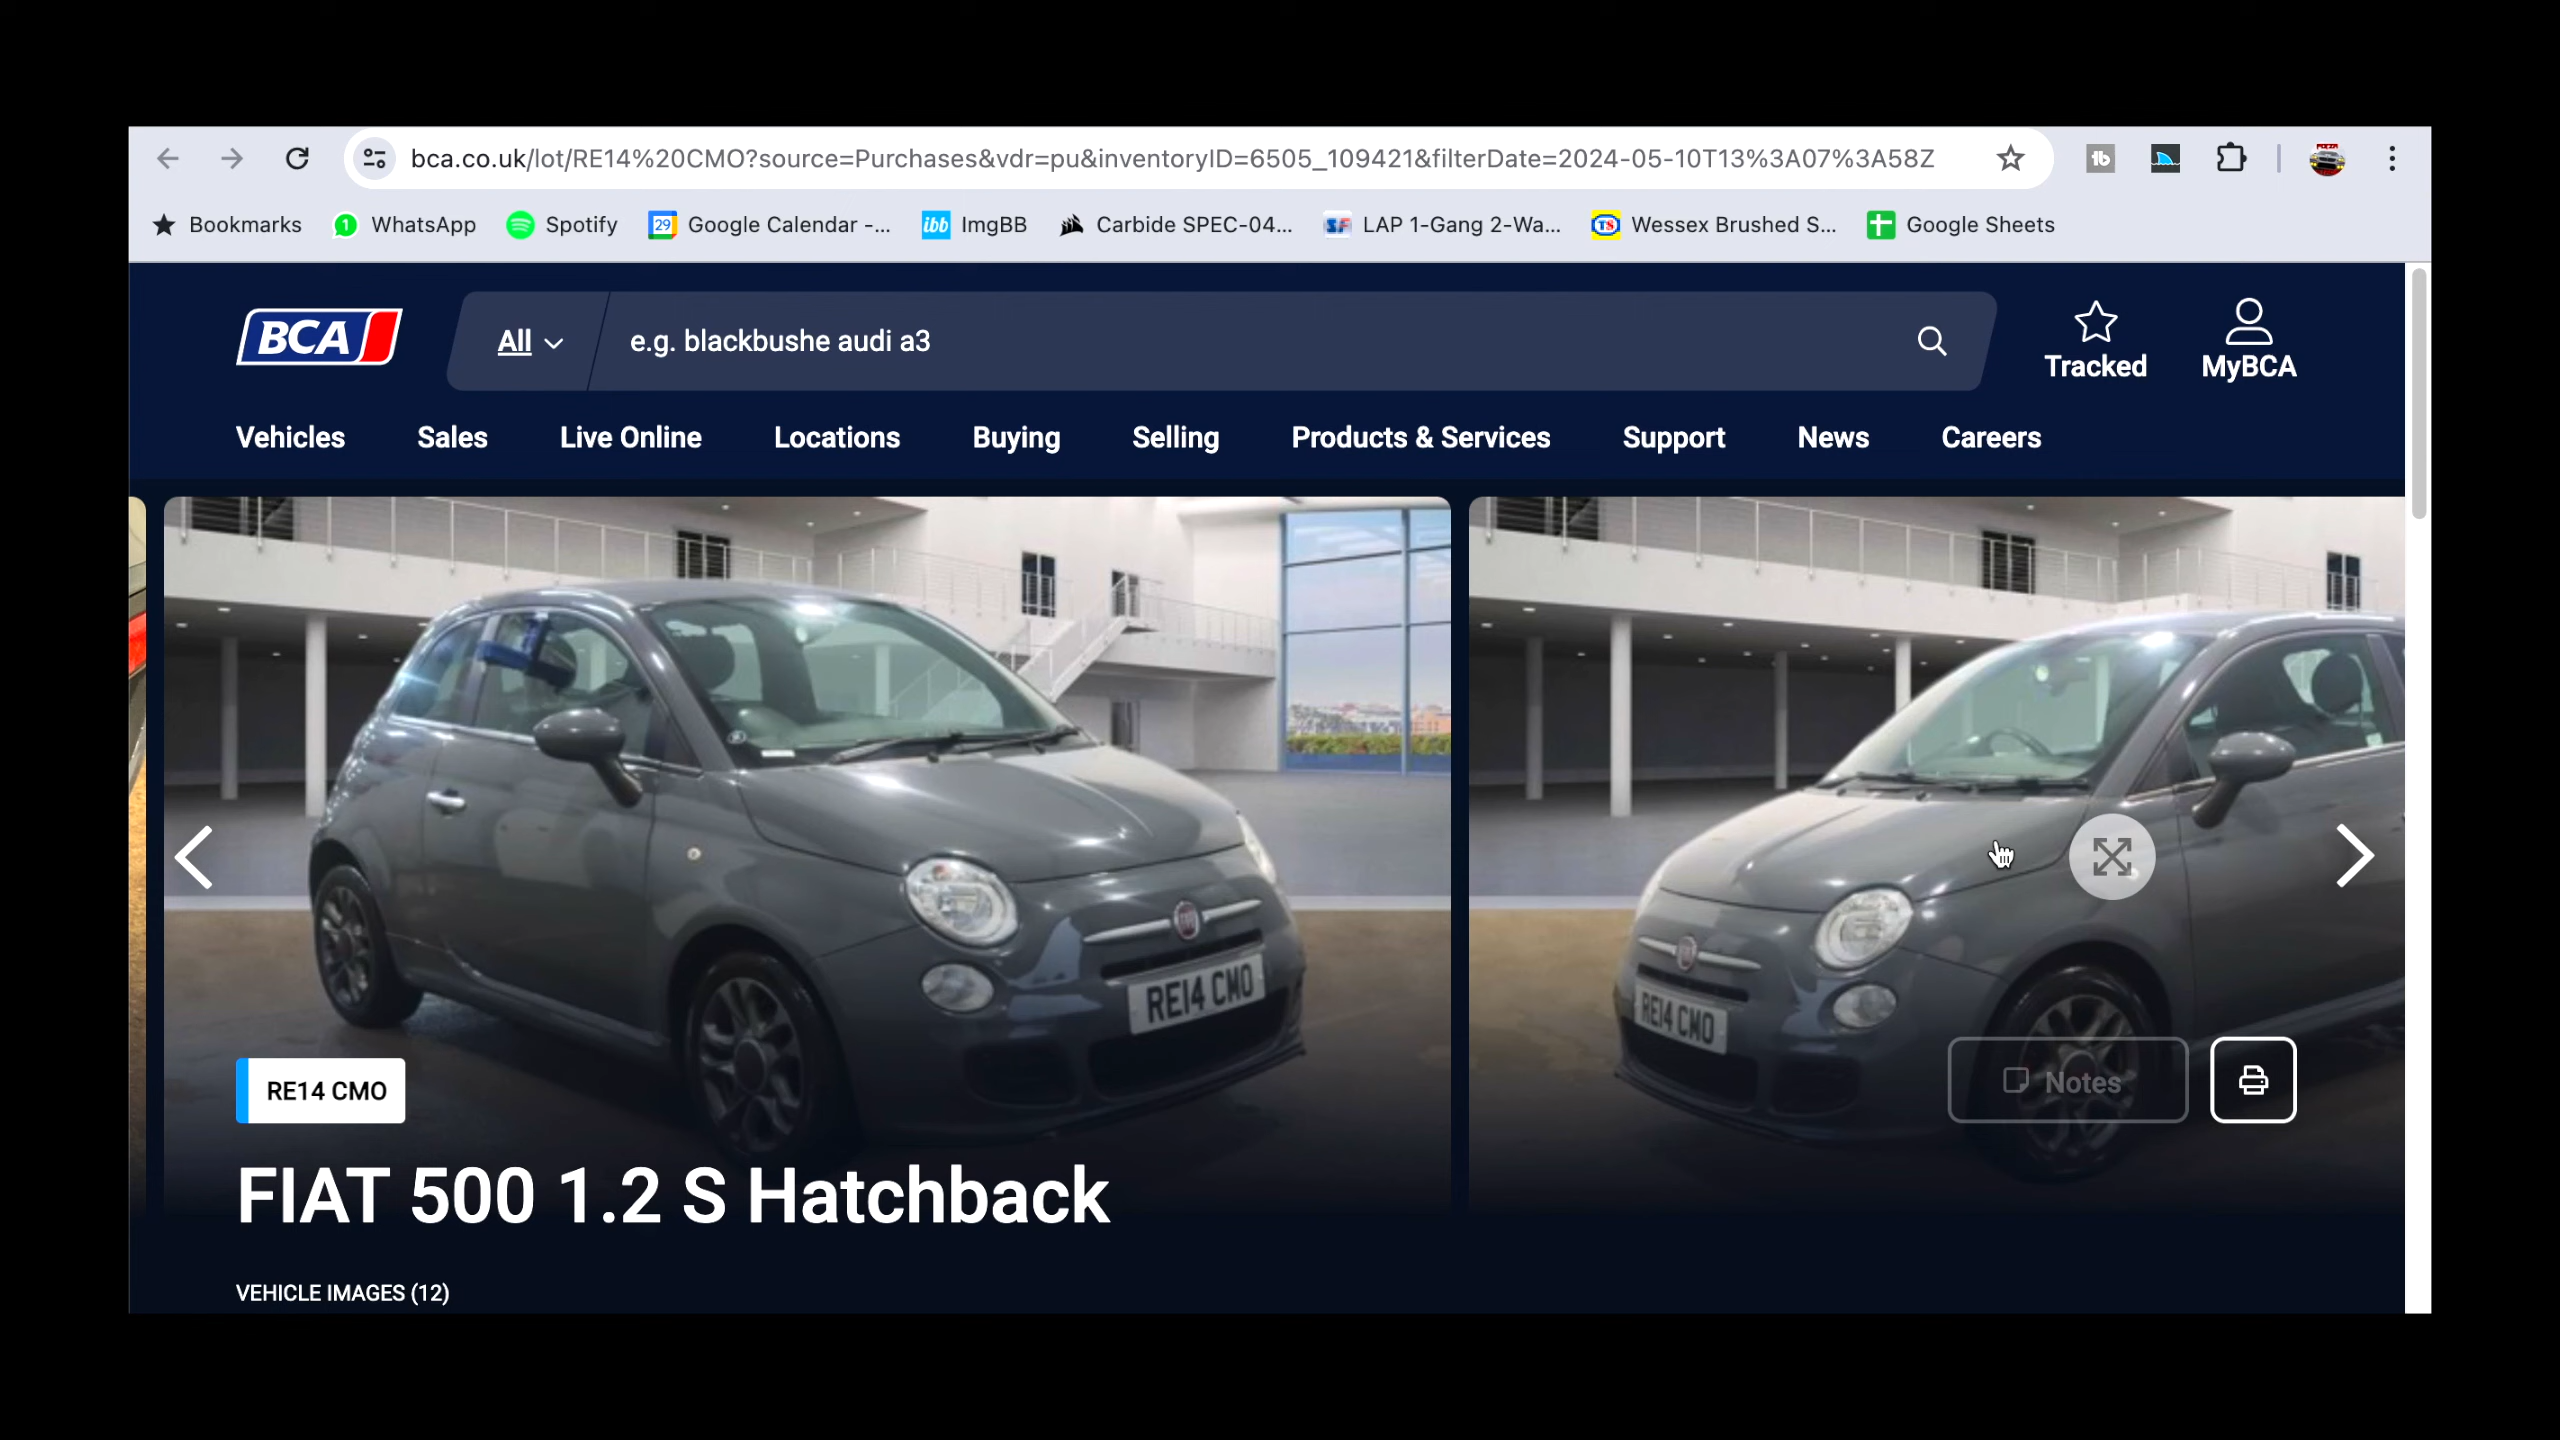 bca.co.uk/lot/RE14%20CMO?source=Purchases&vdr=pu&inventoryID=6505_109421&filterDate=2024-05-10T13%3A07%3A58Z
Bookmarks WhatsApp Spotify Google Calendar -... ImgBB Carbide SPEC-04... LAP 1-Gang 2-Wa... Wessex Brushed S... Google Sheets
BCA All e.g. blackbushe audi a3 Tracked MyBCA
Vehicles Sales Live Online Locations Buying Selling Products & Services Support News Careers
RE14 CMO
RE14 CMO
RE14 CMO
Notes
FIAT 500 1.2 S Hatchback
VEHICLE IMAGES (12)